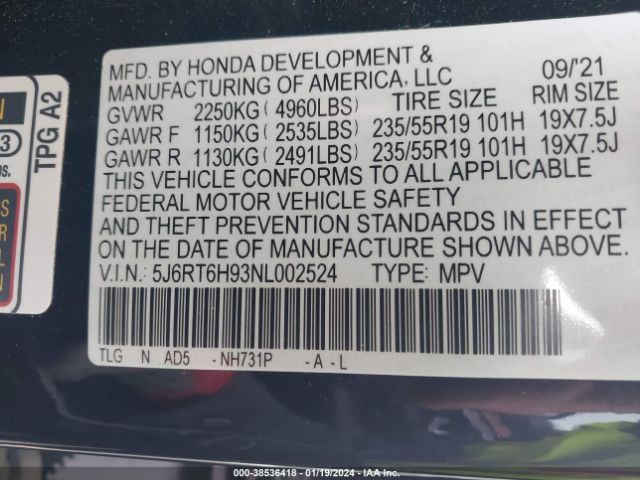 MFD. BY HONDA DEVELOPMENT &
MANUFACTURING OF AMERICA, LLC 09/'21
GVWR 2250KG ( 4960LBS) TIRE SIZE RIM SIZE
GAWR F 1150KG ( 2535LBS) 235/55R19 101H 19X7.5J
GAWR R 1130KG ( 2491LBS) 235/55R19 101H 19X7.5J
THIS VEHICLE CONFORMS TO ALL APPLICABLE
FEDERAL MOTOR VEHICLE SAFETY
AND THEFT PREVENTION STANDARDS IN EFFECT
ON THE DATE OF MANUFACTURE SHOWN ABOVE.
V.I.N.: 5J6RT6H93NL002524 TYPE: MPV
TLG N AD5 -NH731P -A-L
TPG A2
N
3
os.
S
R
N
000-38536418 - 01/19/2024 - IAA Inc.